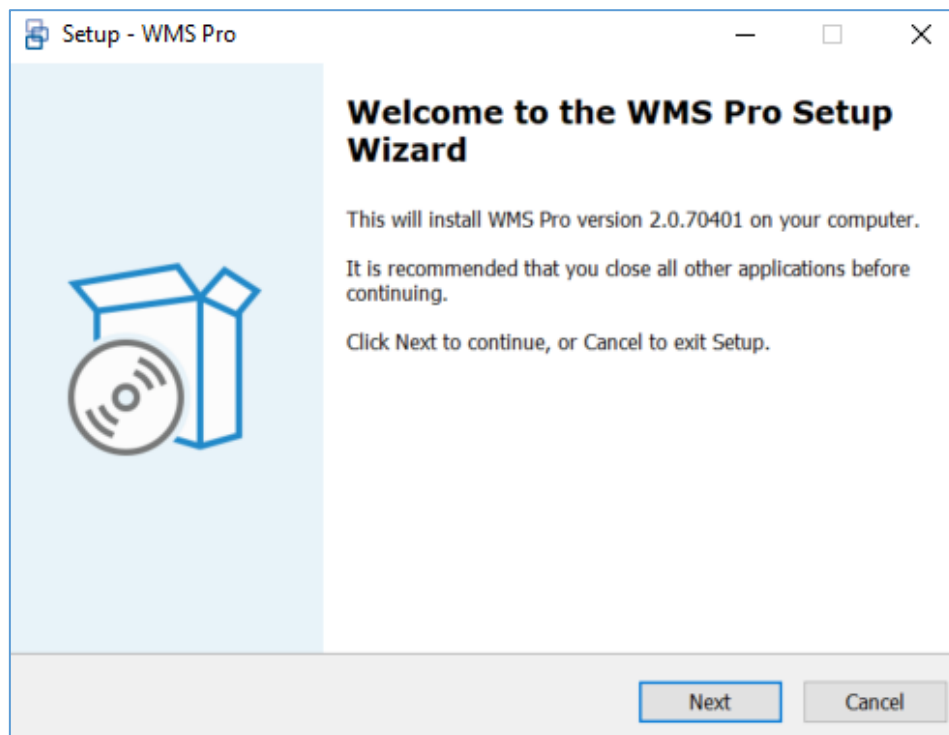 Setup - WMS Pro
Welcome to the WMS Pro Setup
Wizard
This will install WMS Pro version 2.0.70401 on your computer.
It is recommended that you close all other applications before
continuing.
Click Next to continue, or Cancel to exit Setup.
Next
Cancel